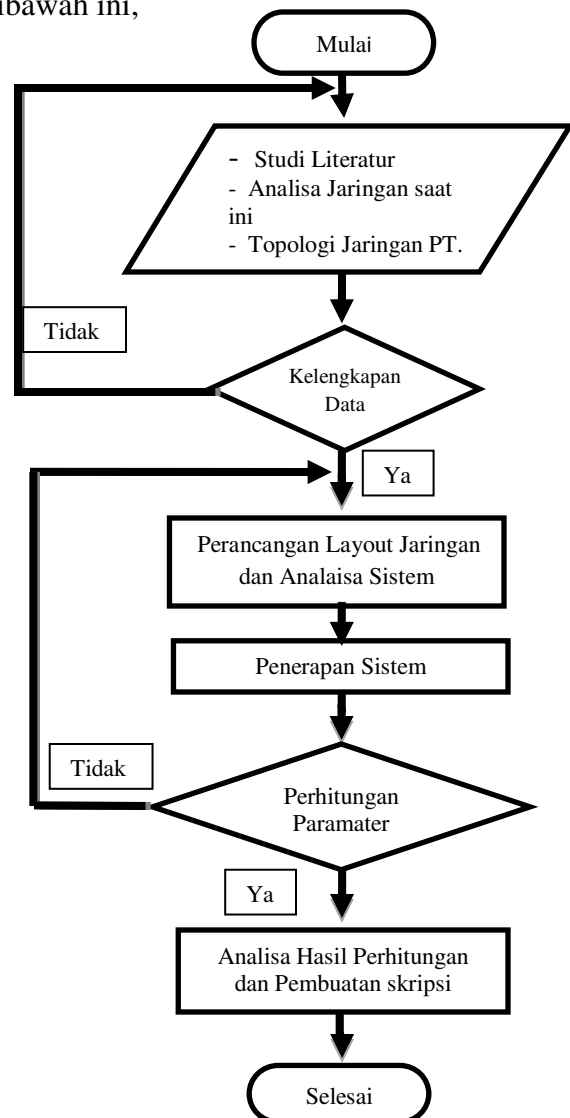 ibawah ini,
Mulai
- Studi Literatur
- Analisa Jaringan saat
ini
- Topologi Jaringan PT.
Tidak
Kelengkapan
Data
Ya
Perancangan Layout Jaringan
dan Analaisa Sistem
Penerapan Sistem
Tidak
Perhitungan
Paramater
Ya
Analisa Hasil Perhitungan
dan Pembuatan skripsi
Selesai